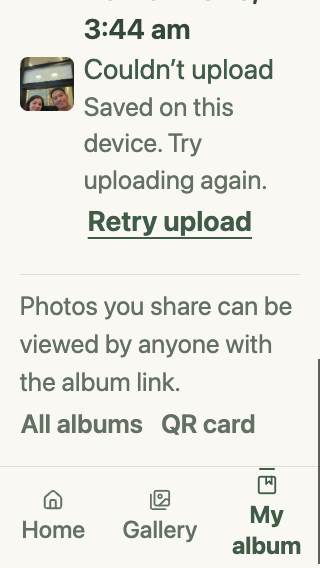 3:44 am
Couldn’t upload
Saved on this
device. Try
uploading again.
Retry upload
Photos you share can be
viewed by anyone with
the album link.
All albums QR card
Home
Gallery
My
album